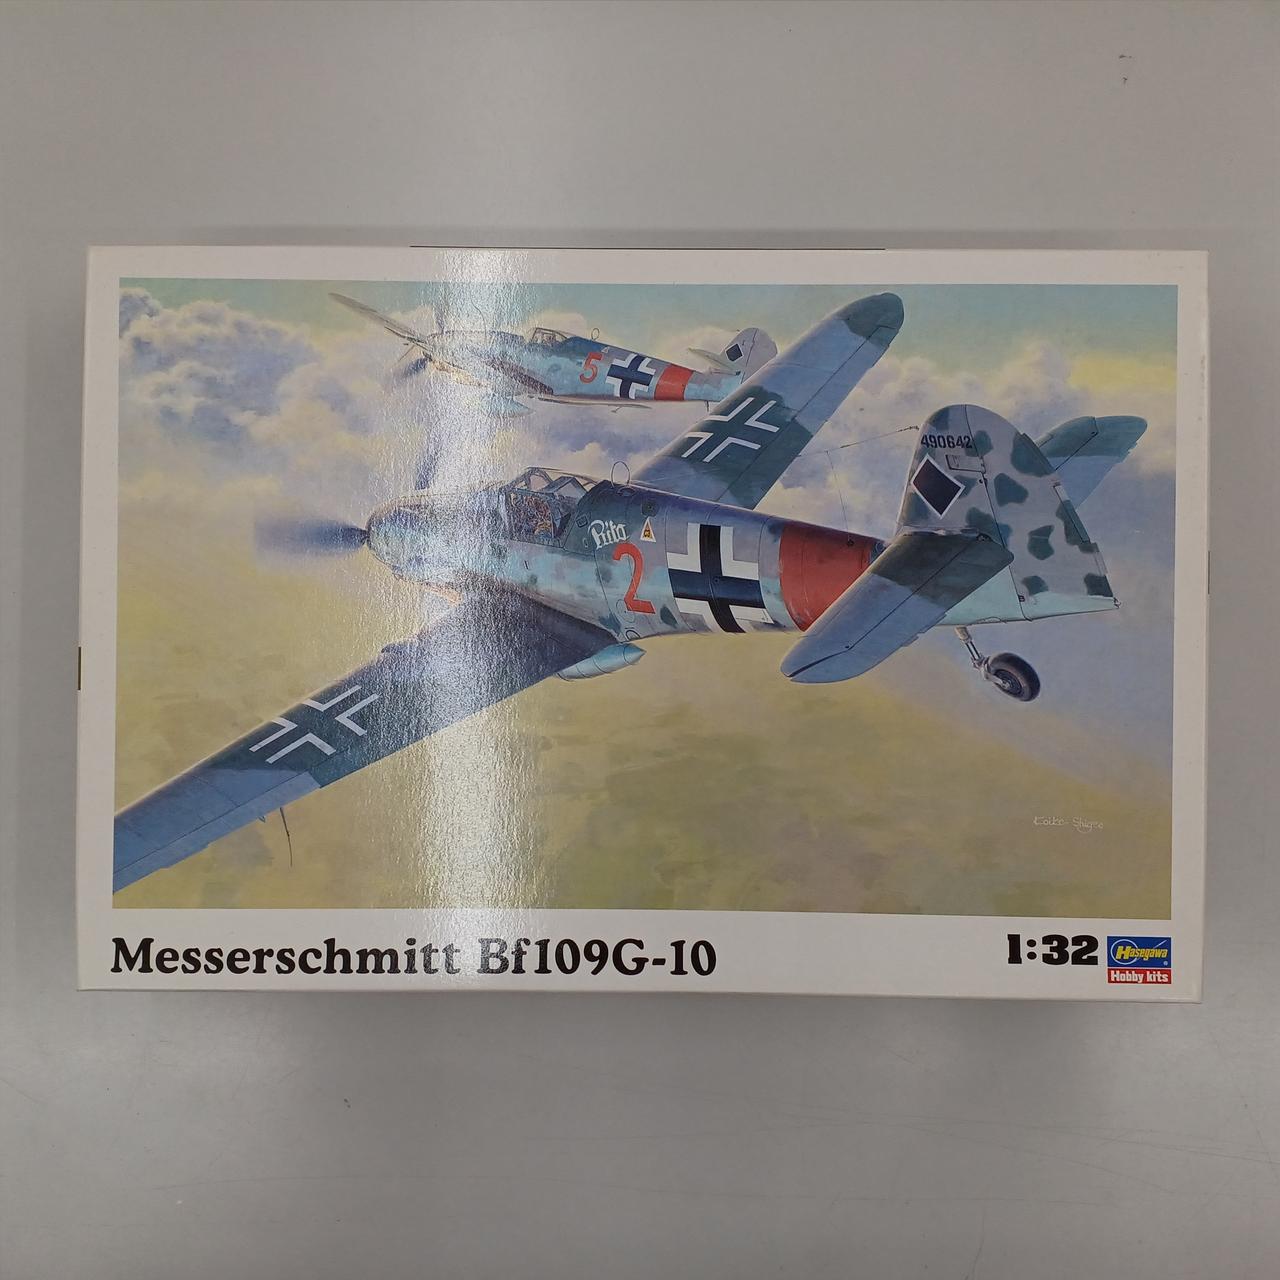 5
490642
Rita
2
Koike-Shigeo
Messerschmitt Bf109G-10
1:32
Hasegawa
Hobby kits